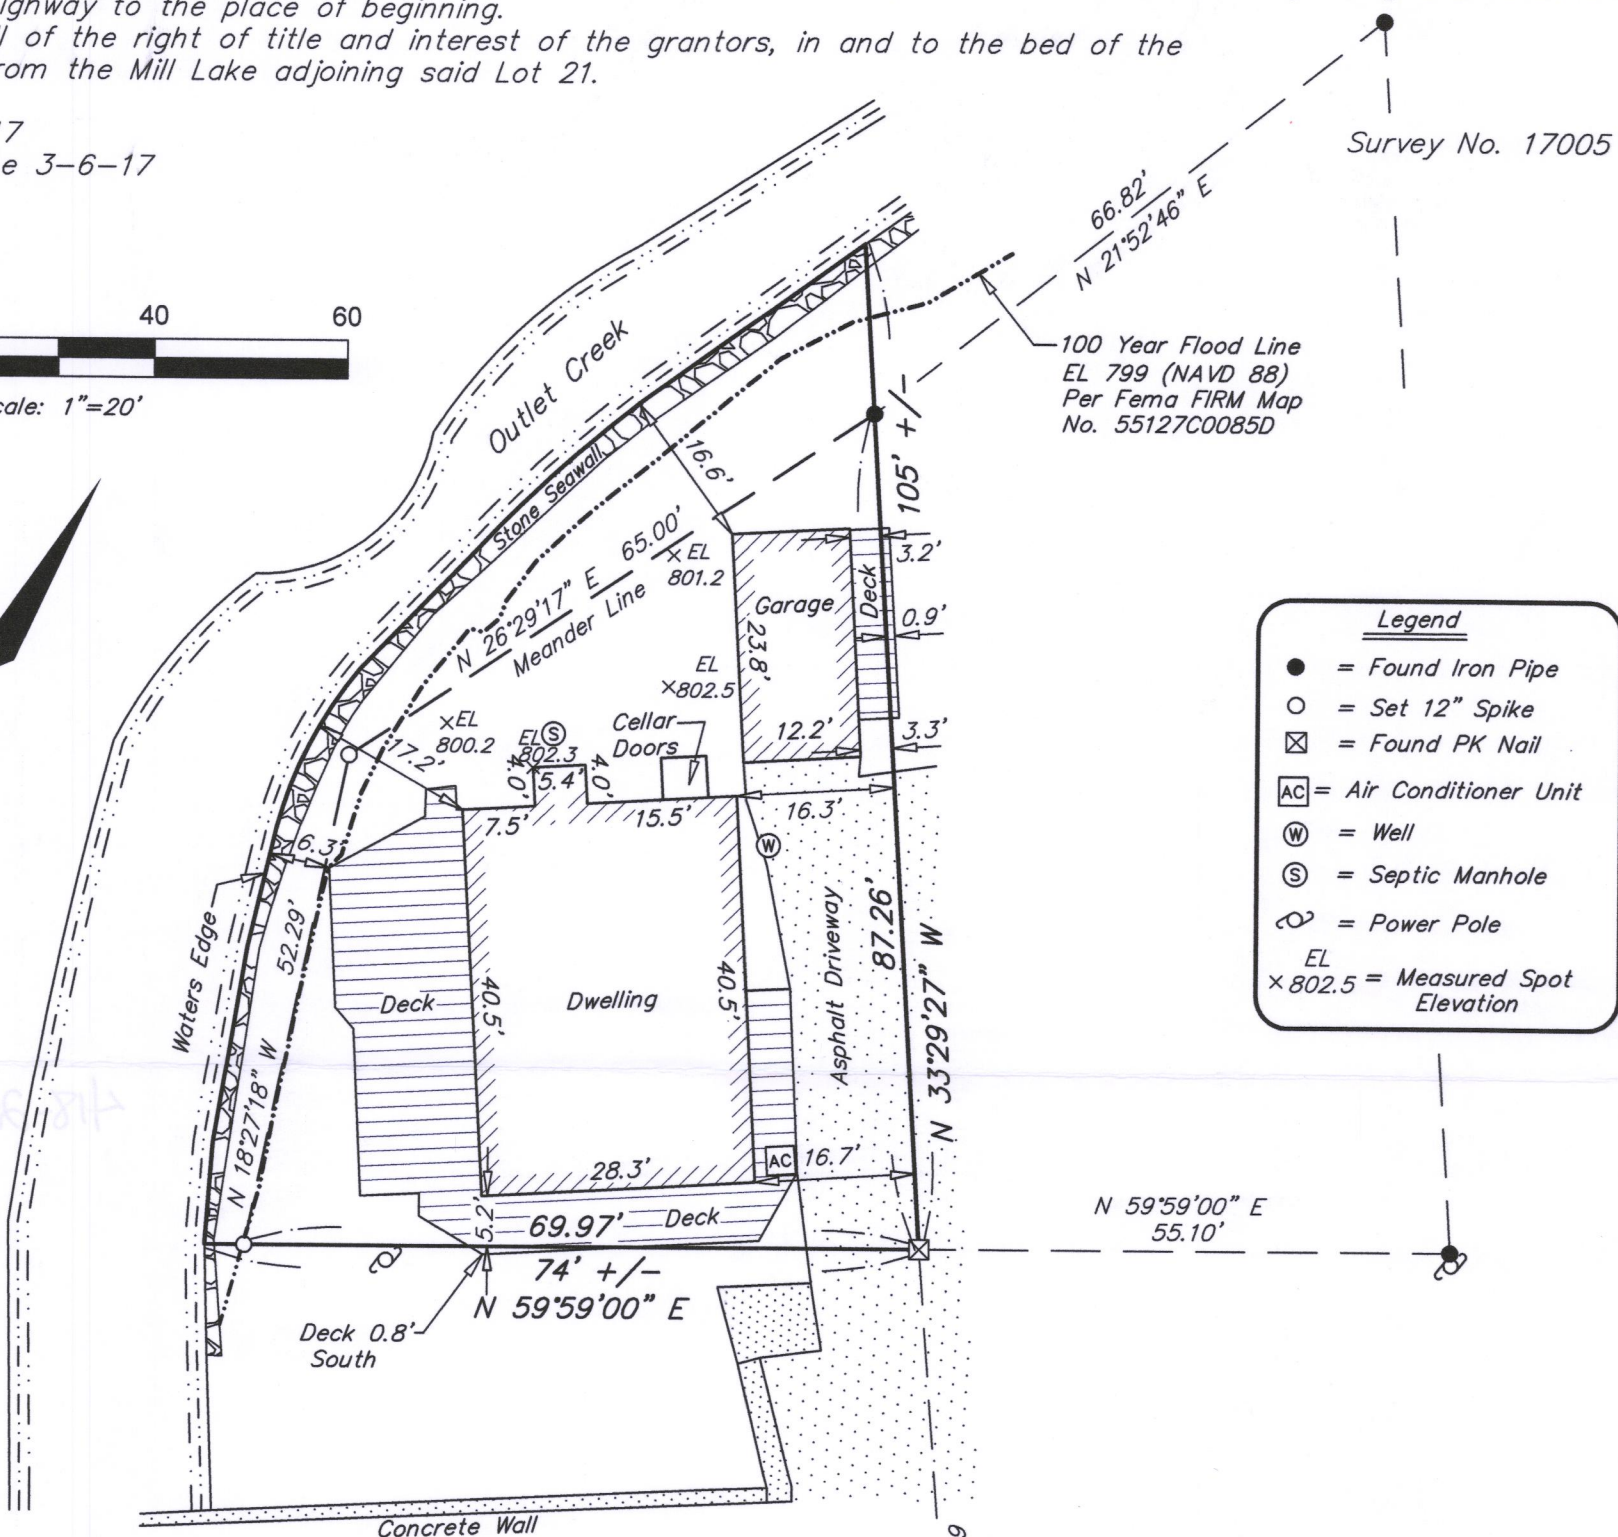 ighway to the place of beginning.
l of the right of title and interest of the grantors, in and to the bed of the
rom the Mill Lake adjoining said Lot 21.
17
e 3-6-17
Survey No. 17005
40 60
cale: 1"=20'
66.82'
N 21°52'46" E
100 Year Flood Line
EL 799 (NAVD 88)
Per Fema FIRM Map
No. 55127C0085D
Outlet Creek
Stone Seawall
16.6'
105' +/-
N 26°29'17" E 65.00'
Meander Line
×EL
801.2
Garage
23.8'
12.2'
Deck
3.2'
0.9'
3.3'
EL
×802.5
×EL
800.2
EL
802.3
S
Cellar
Doors
17.2'
4.0'
5.4'
4.0'
7.5'
15.5'
16.3'
W
6.3'
Waters Edge
52.29'
N 18°27'18" W
Deck
40.5'
Dwelling
40.5'
Asphalt Driveway
87.26'
N 33°29'27" W
28.3'
AC
16.7'
5.2'
69.97'
Deck
74' +/-
N 59°59'00" E
Deck 0.8'
South
N 59°59'00" E
55.10'
Concrete Wall
Legend
= Found Iron Pipe
= Set 12" Spike
= Found PK Nail
AC = Air Conditioner Unit
W = Well
S = Septic Manhole
= Power Pole
EL
×802.5 = Measured Spot
Elevation